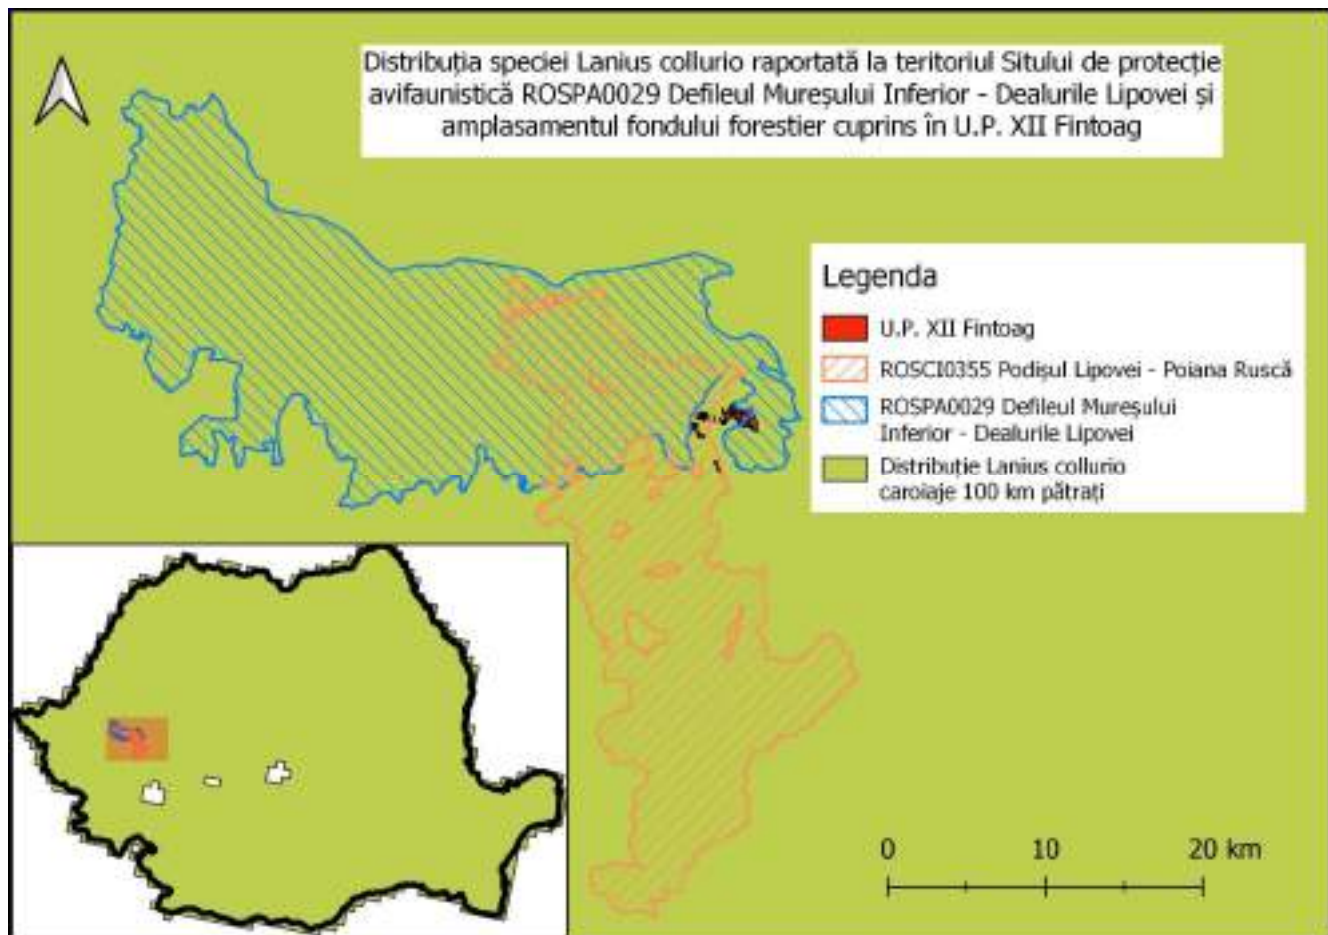 Distribuția speciei Lanius collurio raportată la teritoriul Sitului de protecție
avifaunistică ROSPA0029 Defileul Mureșului Inferior - Dealurile Lipovei și
amplasamentul fondului forestier cuprins în U.P. XII Fintoag
Legenda
U.P. XII Fintoag
ROSCI0355 Podișul Lipovei - Poiana Ruscă
ROSPA0029 Defileul Mureșului
Inferior - Dealurile Lipovei
Distribuție Lanius collurio
caroiaje 100 km pătrați
0 10 20 km